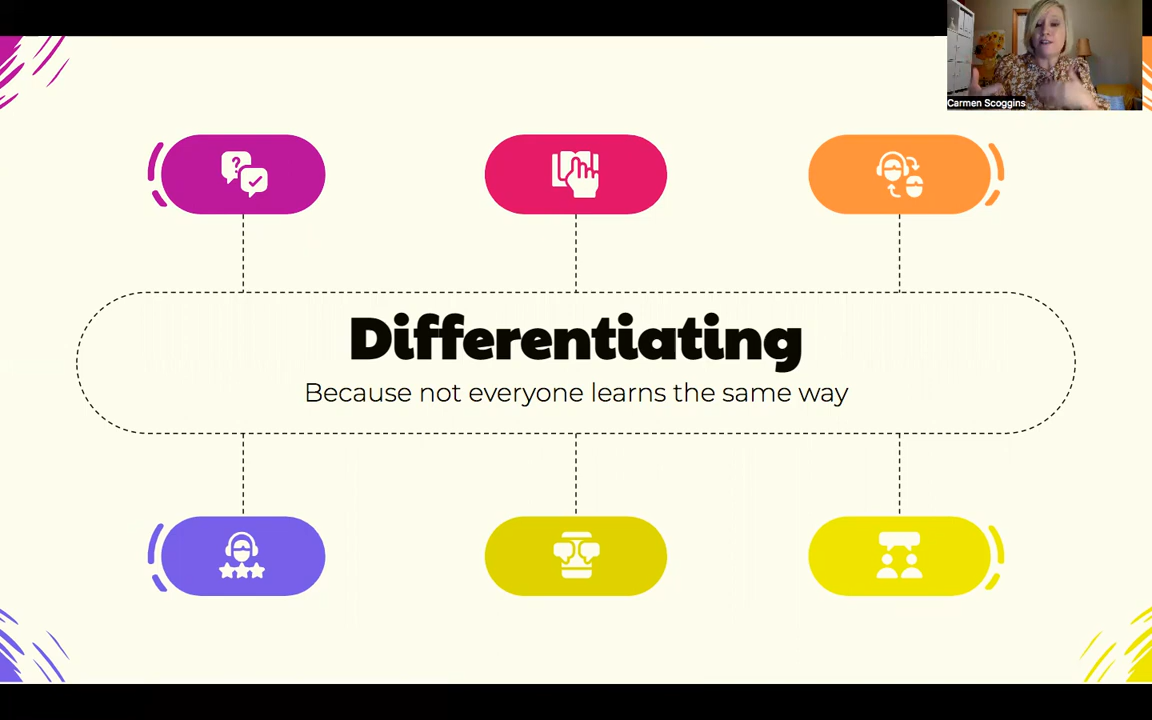 Carmen Scoggins
Differentiating
Because not everyone learns the same way